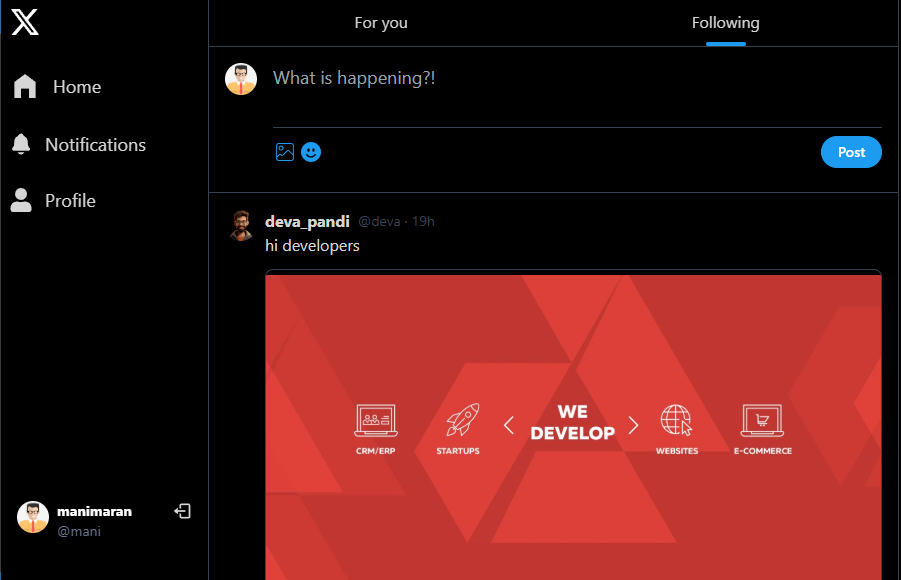 Home
Notifications
Profile
manimaran
@mani
For you
Following
What is happening?!
Post
deva_pandi @deva · 19h
hi developers
WE
DEVELOP
CRM/ERP
STARTUPS
WEBSITES
E-COMMERCE